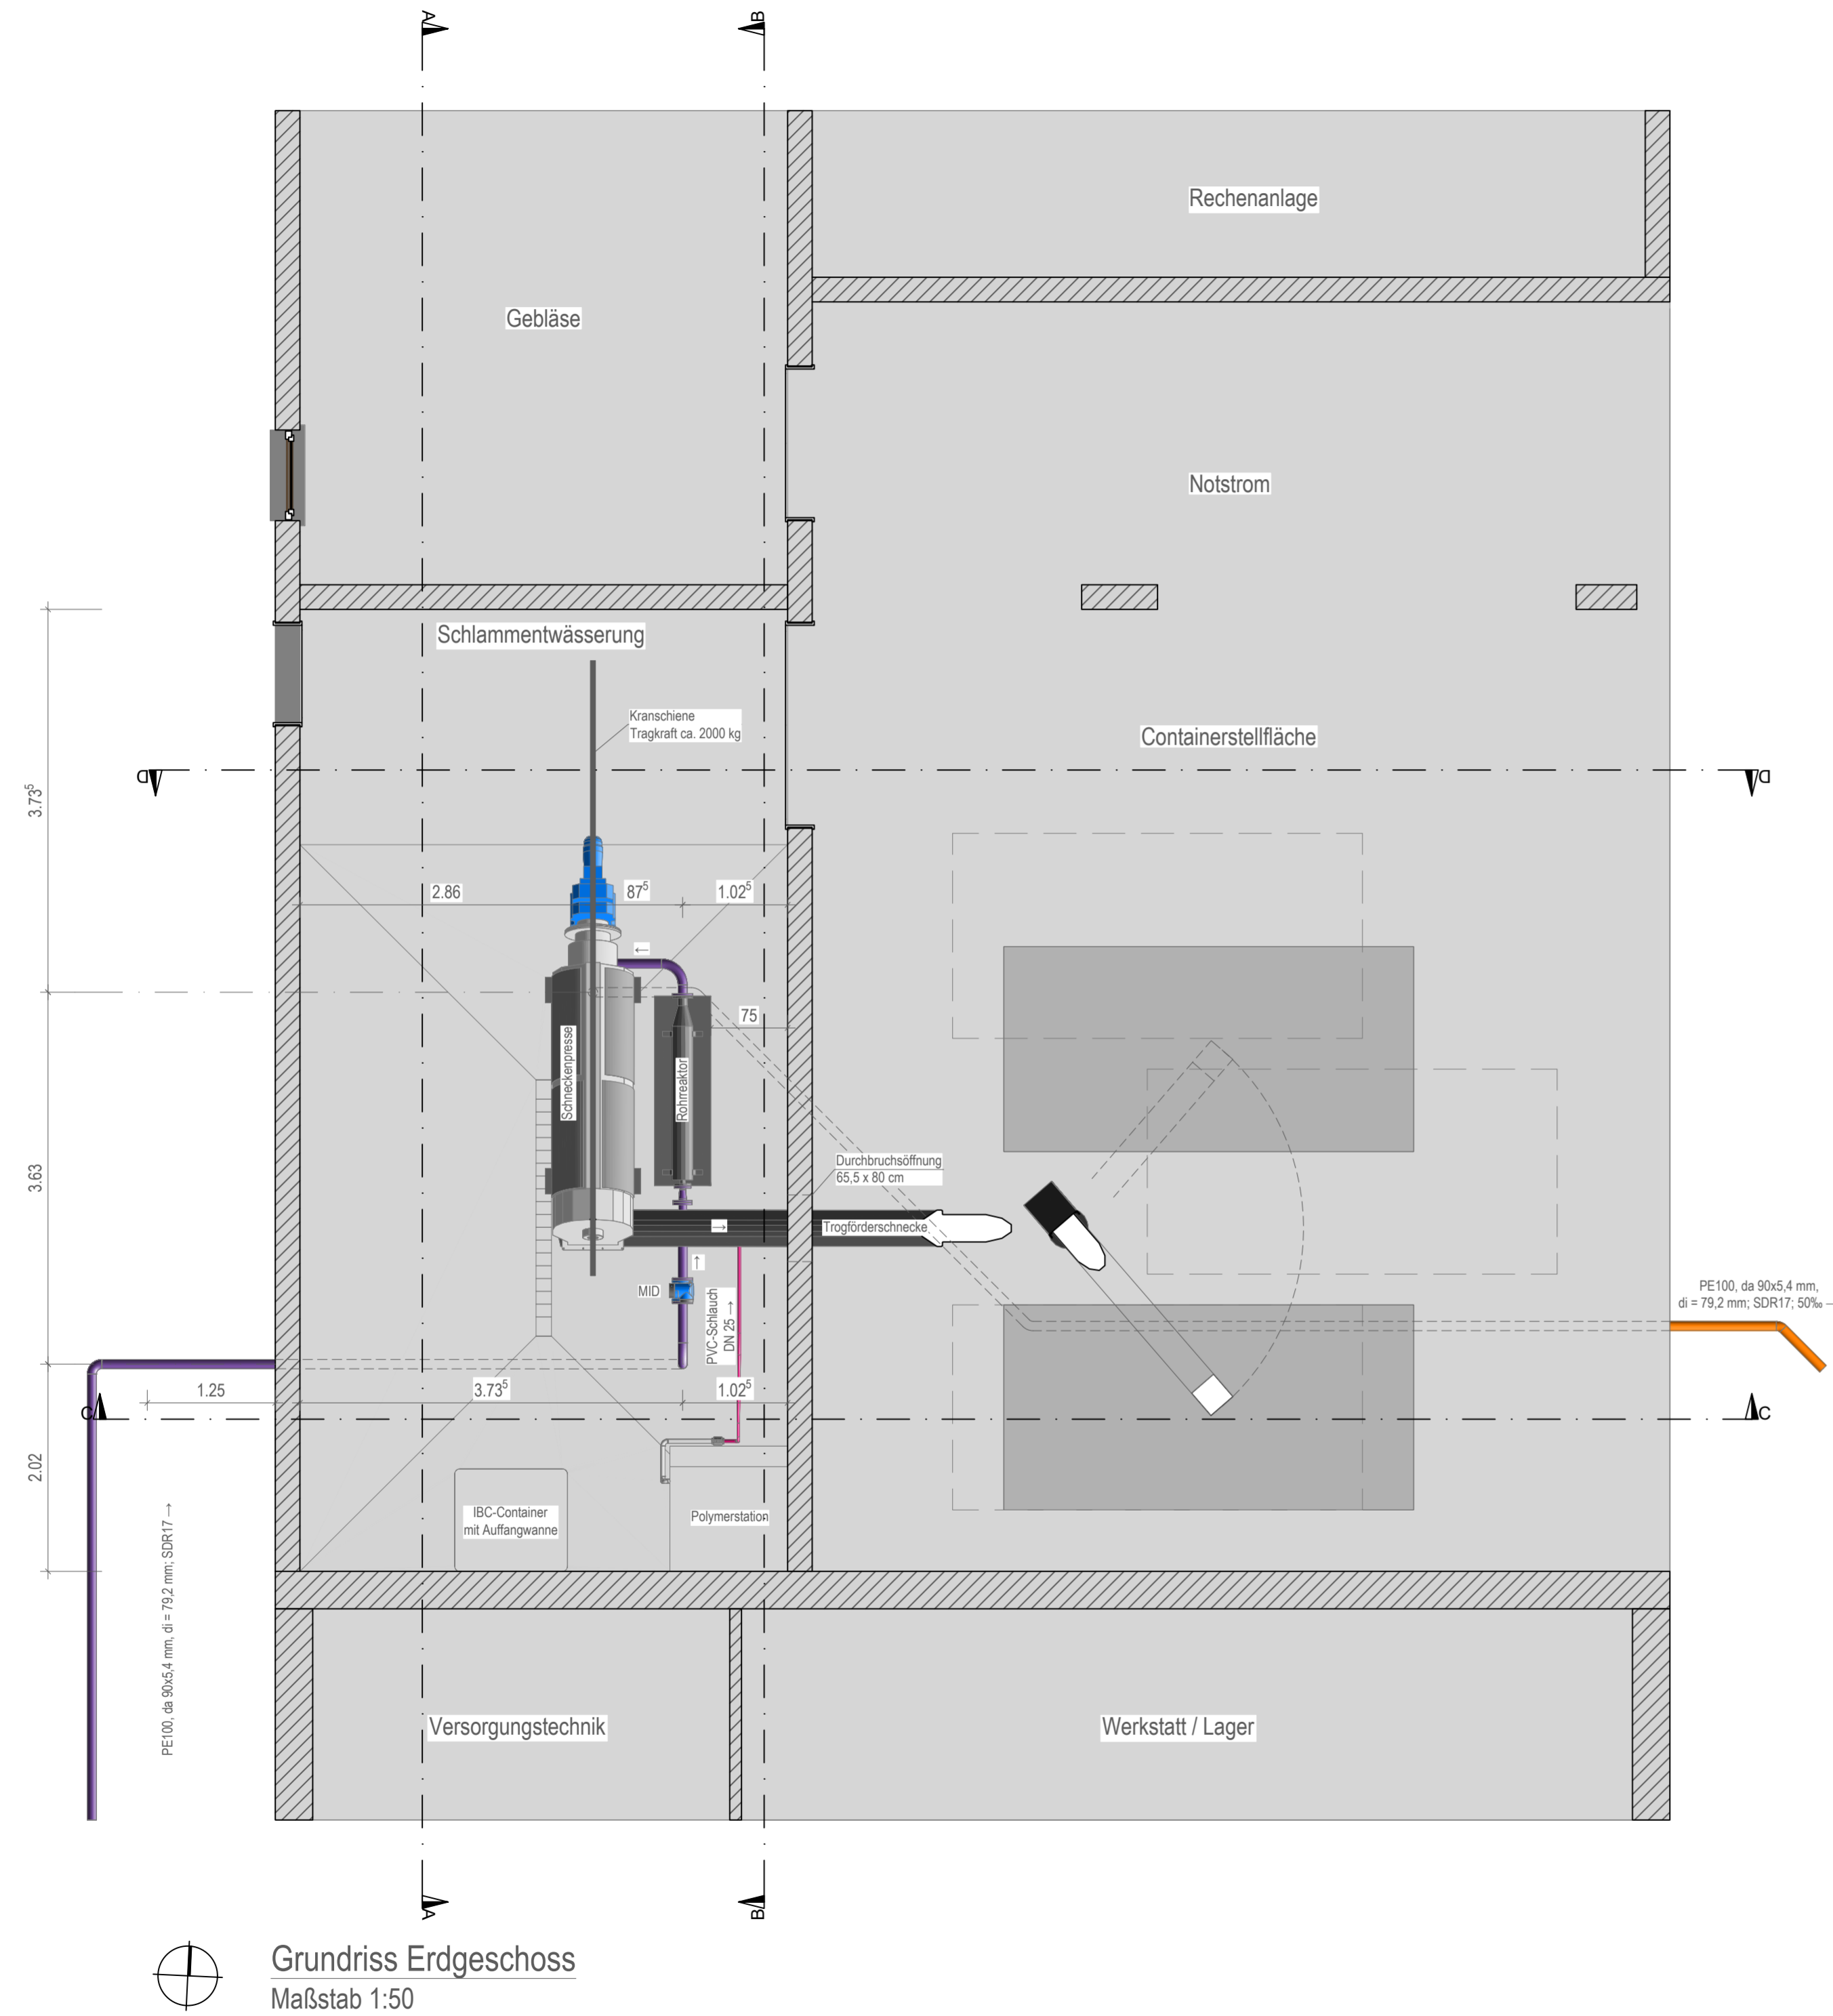 A
B
Rechenanlage
Gebläse
Notstrom
Schlammentwässerung
Kranschiene
Tragkraft ca. 2000 kg
Containerstellfläche
D
D
3.73⁵
2.86
87⁵
1.02⁵
←
75
Schneckenpresse
Rohrreaktor
Durchbruchsöffnung
65,5 x 80 cm
3.63
→
Trogförderschnecke
→
MID
PVC-Schlauch
DN 25 →
PE100, da 90x5,4 mm,
di = 79,2 mm; SDR17; 50‰ –
1.25
3.73⁵
1.02⁵
C
C
2.02
IBC-Container
mit Auffangwanne
Polymerstation
PE100, da 90x5,4 mm, di = 79,2 mm; SDR17 →
Versorgungstechnik
Werkstatt / Lager
A
B
Grundriss Erdgeschoss
Maßstab 1:50